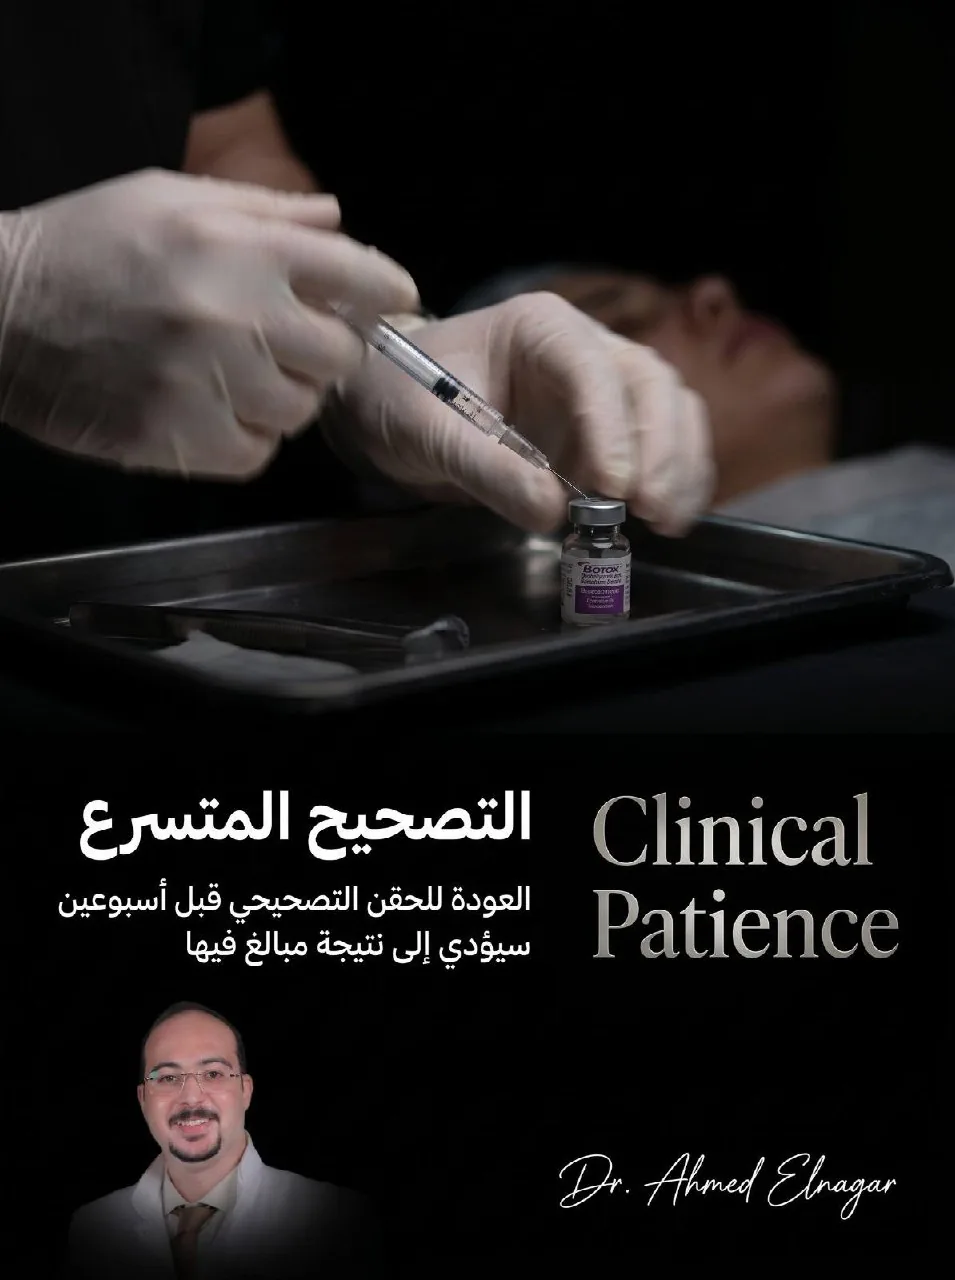 BOTOX
التصحيح المتسرع
العودة للحقن التصحيحي قبل أسبوعين
سيؤدي إلى نتيجة مبالغ فيها
Clinical
Patience
Dr. Ahmed Elnagar